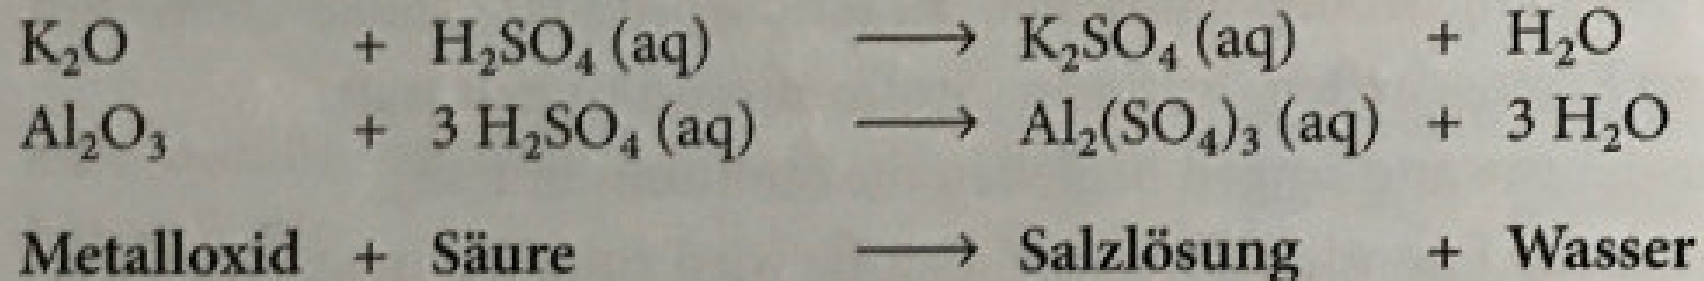 K₂O + H₂SO₄ (aq) ⟶ K₂SO₄ (aq) + H₂O
Al₂O₃ + 3 H₂SO₄ (aq) ⟶ Al₂(SO₄)₃ (aq) + 3 H₂O
Metalloxid + Säure ⟶ Salzlösung + Wasser